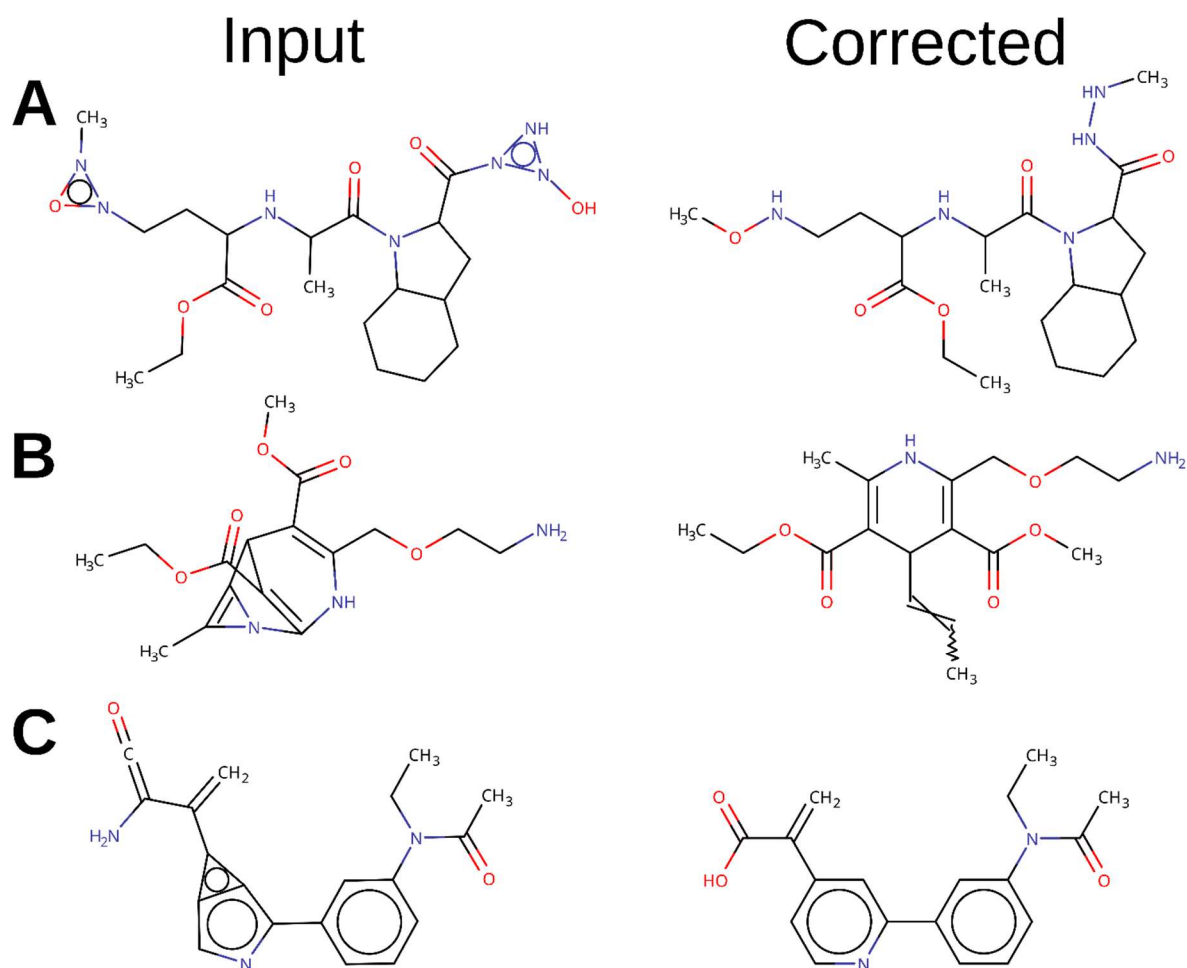 Input Corrected
A
CH₃
N
O N
H
N
O
CH₃
O
N
O
NH
N N
OH
O
O
H₃C
HN CH₃
HN
O
O
H₃C
O
H
N
H
N
CH₃
N
O
O
CH₃
B
CH₃
O
O
O
H₃C
O
NH₂
O
NH
N
H₃C
H₃C
H
N
O
NH₂
H₃C
O
O
O
O
CH₃
CH₃
C
O
C
CH₂
H₂N
CH₃
CH₃
N
O
N
O
CH₂
HO
CH₃
CH₃
N
O
N